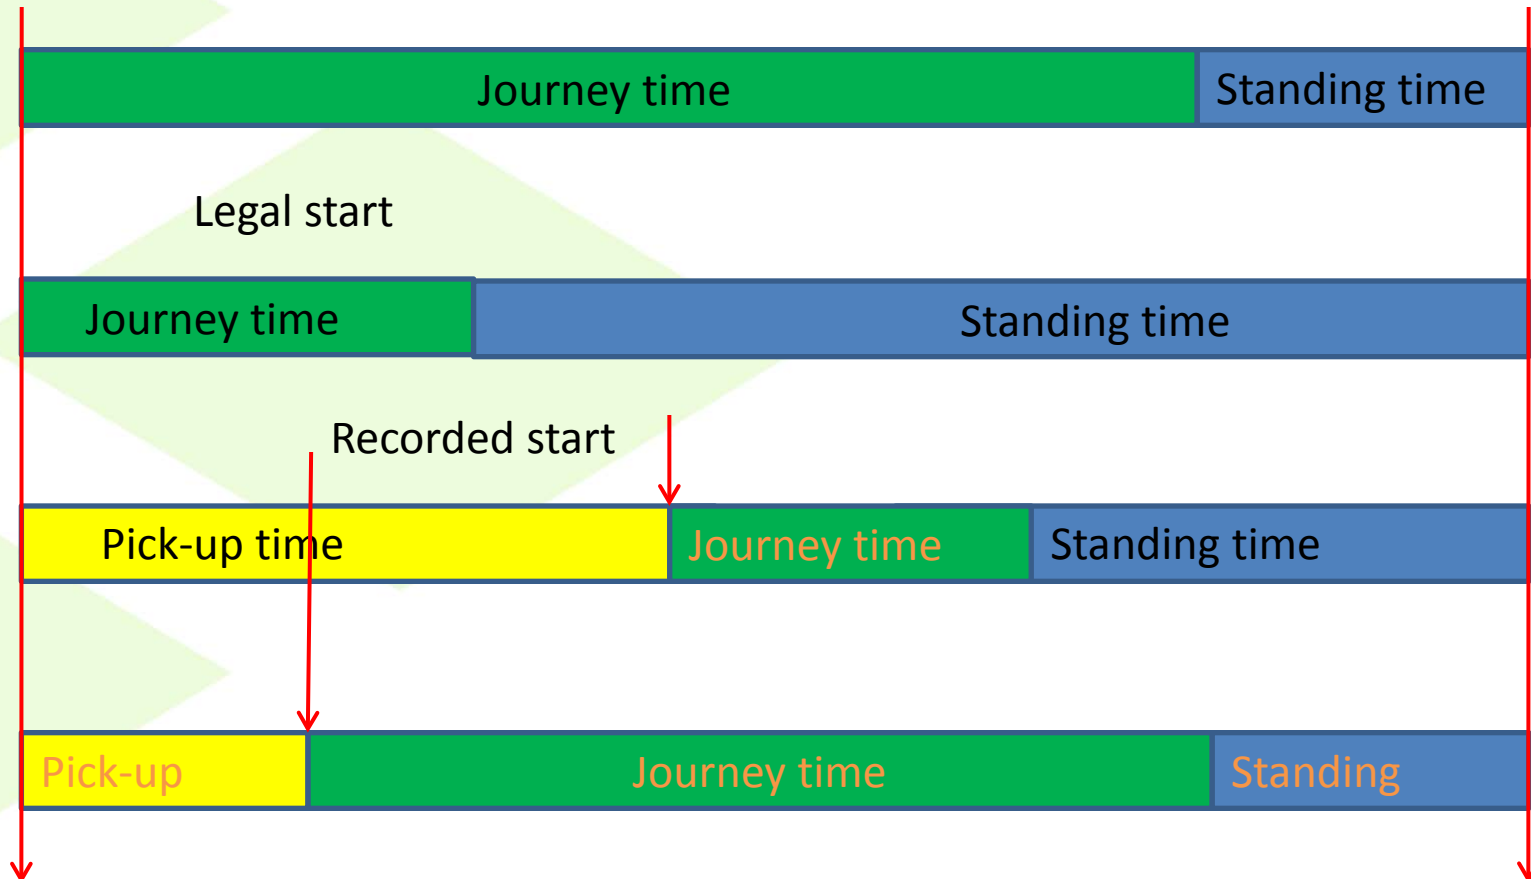 Journey time Standing time
Legal start
Journey time Standing time
Recorded start
Pick-up time Journey time Standing time
Pick-up Journey time Standing